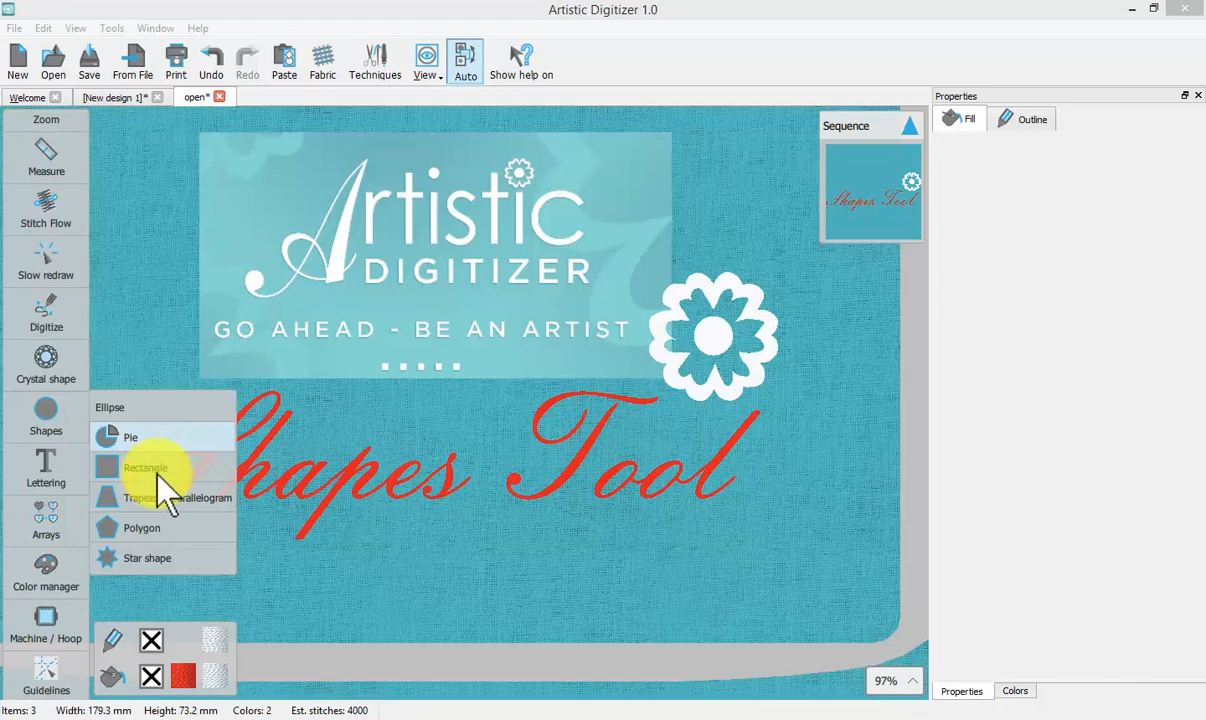 Artistic Digitizer 1.0
File Edit View Tools Window Help
New Open Save From File Print Undo Redo Paste Fabric Techniques View Auto Show help on
Welcome [New design 1]* open*
Properties
Fill Outline
Zoom
Measure
Stitch Flow
Slow redraw
Digitize
Crystal shape
Shapes
Lettering
Arrays
Color manager
Machine / Hoop
Guidelines
Ellipse
Pie
Rectangle
Polygon
Star shape
Artistic
DIGITIZER
GO AHEAD - BE AN ARTIST
Shapes Tool
Sequence
Shapes Tool
97%
Properties Colors
Items: 3 Width: 179.3 mm Height: 73.2 mm Colors: 2 Est. stitches: 4000